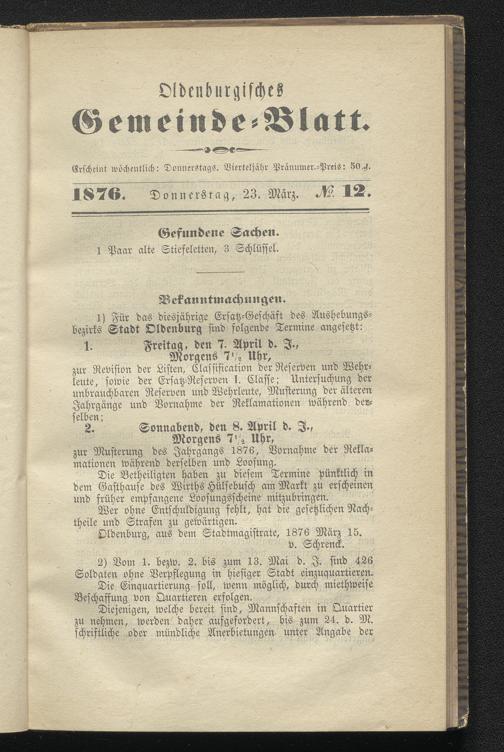 Oldenburgisches
Gemeinde-Blatt.
Erscheint wöchentlich: Donnerstags. Vierteljähr Pränumer.-Preis: 50 ₰.
1876. Donnerstag, 23. März. № 12.
Gefundene Sachen.
1 Paar alte Stiefeletten, 3 Schlüssel.
Bekanntmachungen.
1) Für das diesjährige Ersatz-Geschäft des Aushebungs-
bezirks Stadt Oldenburg sind folgende Termine angesetzt:
1. Freitag, den 7. April d. J.,
Morgens 7½ Uhr,
zur Revision der Listen, Classification der Reserven und Wehr-
leute, sowie der Ersatz-Reserven I. Classe; Untersuchung der
unbrauchbaren Reserven und Wehrleute, Musterung der älteren
Jahrgänge und Vornahme der Reklamationen während der-
selben;
2. Sonnabend, den 8. April d. J.,
Morgens 7½ Uhr,
zur Musterung des Jahrgangs 1876, Vornahme der Rekla-
mationen während derselben und Loosung.
Die Betheiligten haben zu diesem Termine pünktlich in
dem Gasthause des Wirths Hülsebusch am Markt zu erscheinen
und früher empfangene Loosungsscheine mitzubringen.
Wer ohne Entschuldigung fehlt, hat die gesetzlichen Nach-
theile und Strafen zu gewärtigen.
Oldenburg, aus dem Stadtmagistrate, 1876 März 15.
v. Schrenck.
2) Vom 1. bezw. 2. bis zum 13. Mai d. J. sind 426
Soldaten ohne Verpflegung in hiesiger Stadt einzuquartieren.
Die Einquartierung soll, wenn möglich, durch miethweise
Beschaffung von Quartieren erfolgen.
Diejenigen, welche bereit sind, Mannschaften in Quartier
zu nehmen, werden daher aufgefordert, bis zum 24. d. M.
schriftliche oder mündliche Anerbietungen unter Angabe der